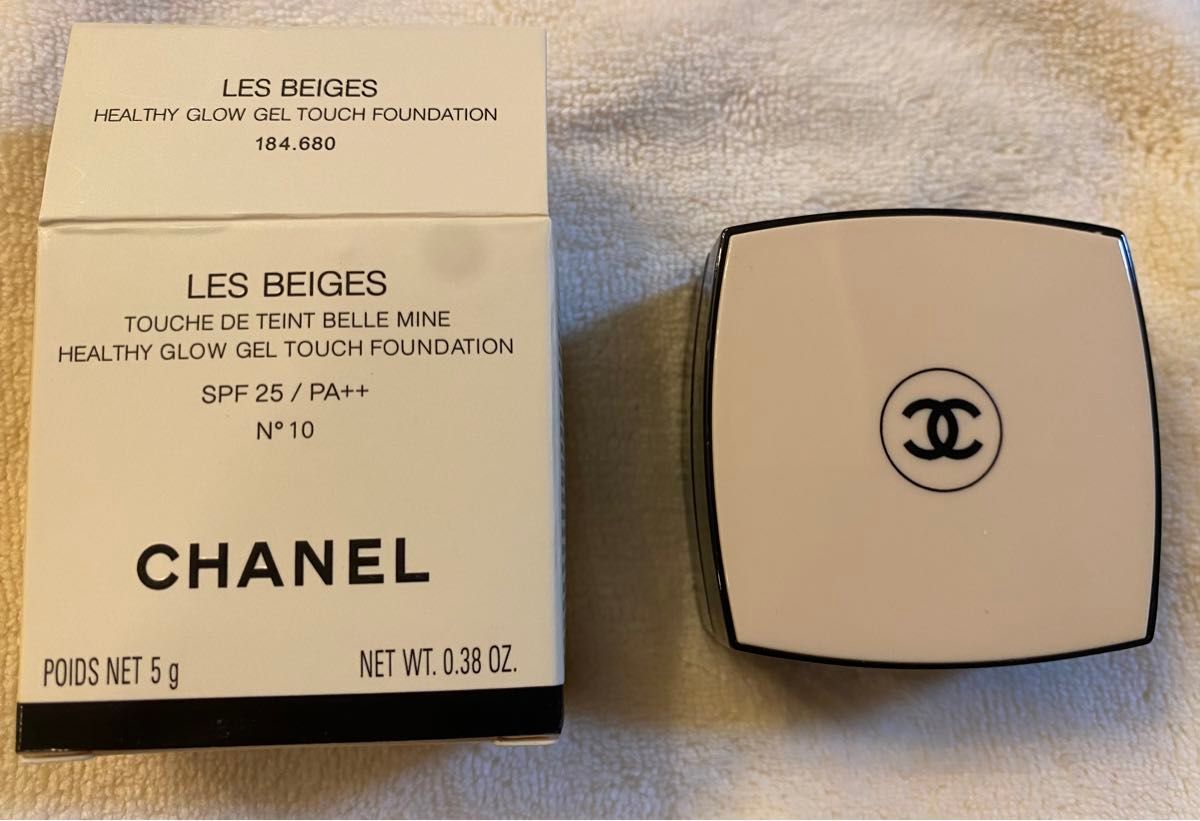 LES BEIGES
HEALTHY GLOW GEL TOUCH FOUNDATION
184.680
LES BEIGES
TOUCHE DE TEINT BELLE MINE
HEALTHY GLOW GEL TOUCH FOUNDATION
SPF 25 / PA++
N° 10
CHANEL
POIDS NET 5 g
NET WT. 0.38 OZ.